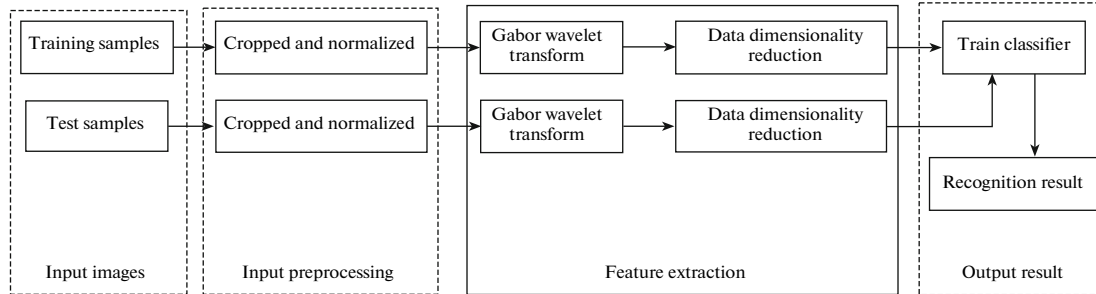 Training samples
Cropped and normalized
Gabor wavelet
transform
Data dimensionality
reduction
Train classifier
Test samples
Cropped and normalized
Gabor wavelet
transform
Data dimensionality
reduction
Recognition result
Input images
Input preprocessing
Feature extraction
Output result